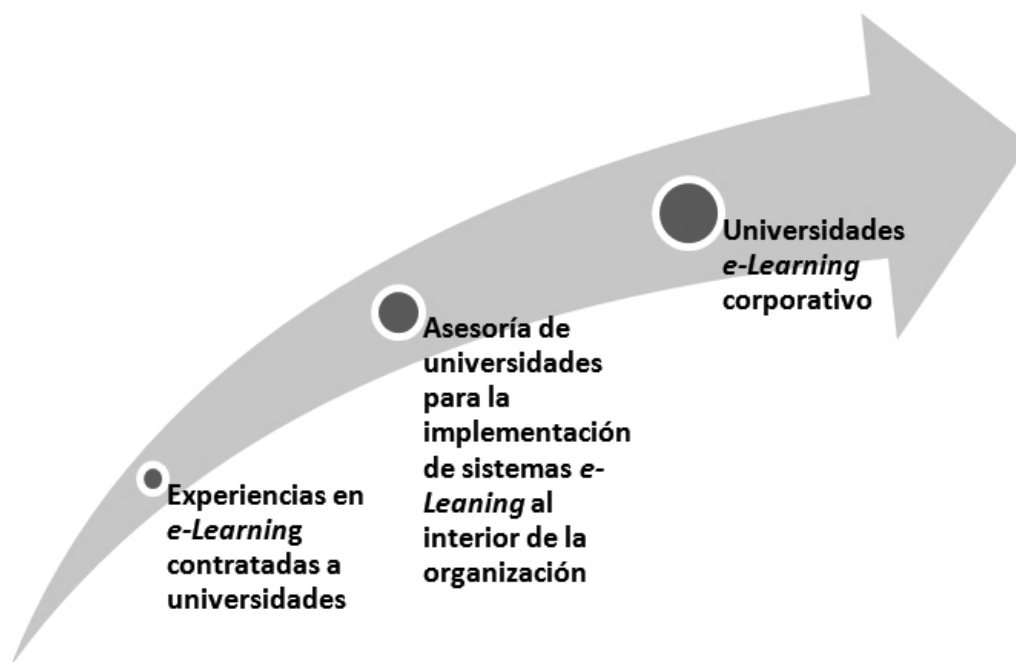 Experiencias en
e-Learning
contratadas a
universidades
Asesoría de
universidades
para la
implementación
de sistemas e-
Leaning al
interior de la
organización
Universidades
e-Learning
corporativo